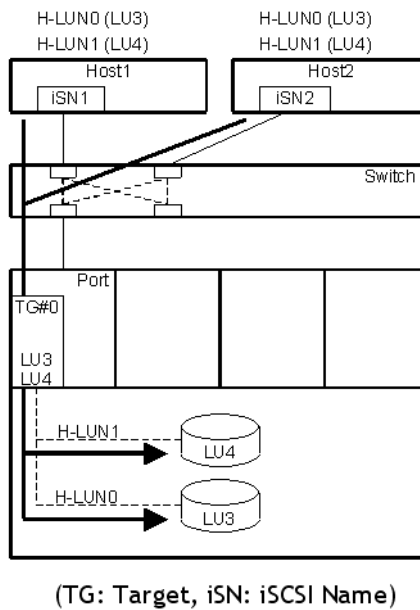 H-LUN0 (LU3)
H-LUN1 (LU4)
H-LUN0 (LU3)
H-LUN1 (LU4)
Host1
Host2
iSN1
iSN2
Switch
Port
TG#0
LU3
LU4
H-LUN1
LU4
H-LUN0
LU3
(TG: Target, iSN: iSCSI Name)